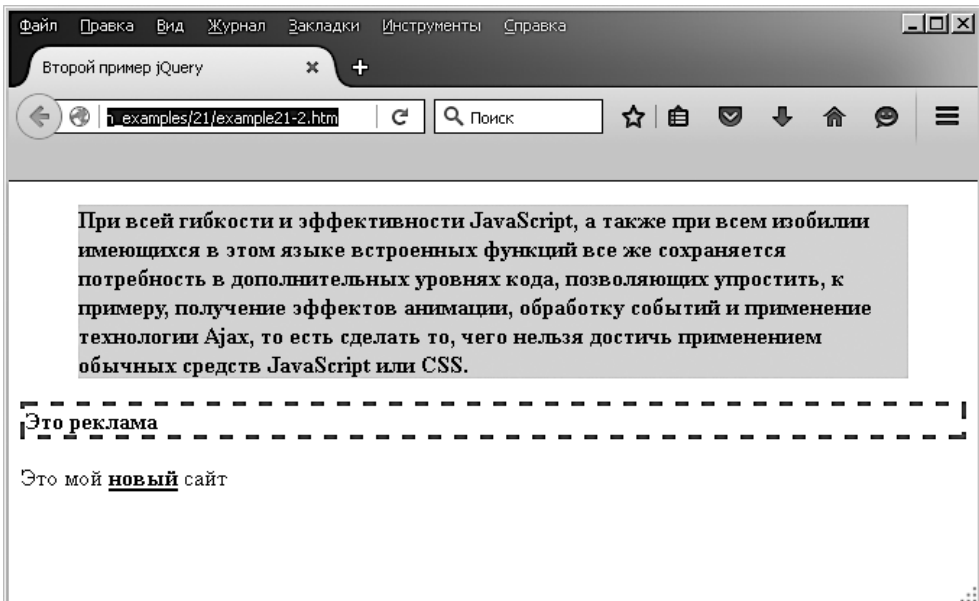 Файл Правка Вид Журнал Закладки Инструменты Справка
Второй пример jQuery
_examples/21/example21-2.htm
Поиск
При всей гибкости и эффективности JavaScript, а также при всем изобилии
имеющихся в этом языке встроенных функций все же сохраняется
потребность в дополнительных уровнях кода, позволяющих упростить, к
примеру, получение эффектов анимации, обработку событий и применение
технологии Ajax, то есть сделать то, чего нельзя достичь применением
обычных средств JavaScript или CSS.
Это реклама
Это мой новый сайт